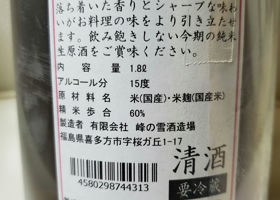 落ち着いた香りとシャープな味わ
いがお料理の味をより引き立たせ
ます。飲み飽きしない今期の純米
生原酒をご賞味ください。
内容量 1.8ℓ
アルコール分 15度
原材料名 米(国産)・米麹(国産米)
精米歩合 60%
製造者 有限会社 峰の雪酒造場
福島県喜多方市字桜ガ丘1-17
清酒
要冷蔵
4580298744313